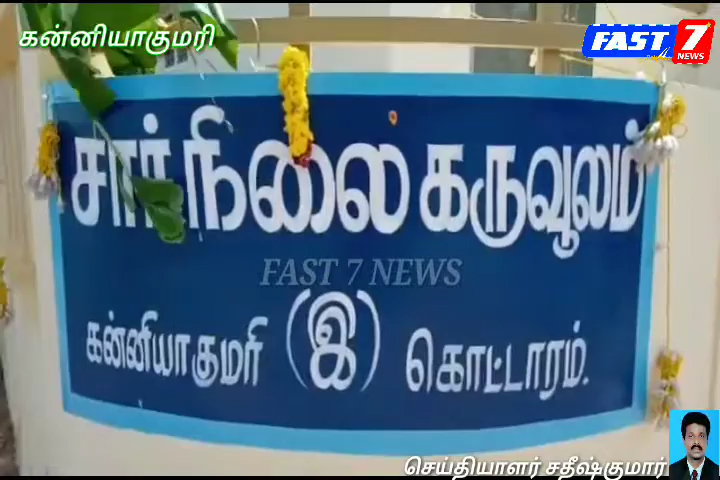 கன்னியாகுமரி
FAST 7 NEWS
சார்நிலை கருவூலம்
FAST 7 NEWS
கன்னியாகுமரி (இ) கொட்டாரம்.
செய்தியாளர் சதீஷ்குமார்